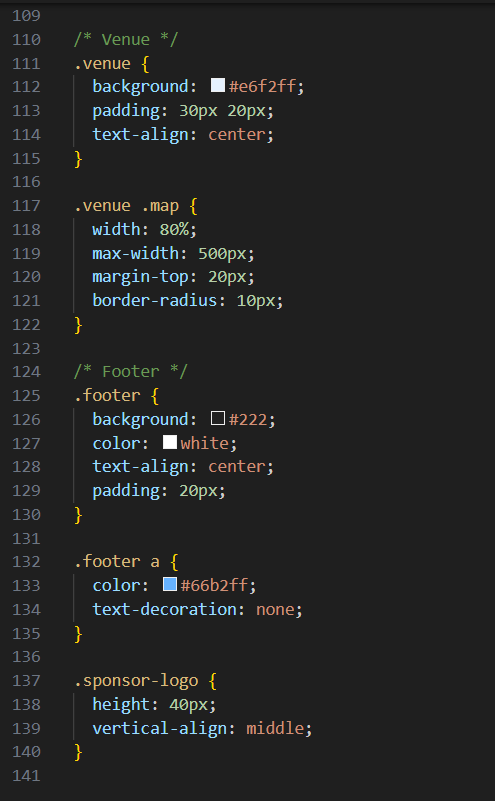 109
110 /* Venue */
111 .venue {
112   background: #e6f2ff;
113   padding: 30px 20px;
114   text-align: center;
115 }
116
117 .venue .map {
118   width: 80%;
119   max-width: 500px;
120   margin-top: 20px;
121   border-radius: 10px;
122 }
123
124 /* Footer */
125 .footer {
126   background: #222;
127   color: white;
128   text-align: center;
129   padding: 20px;
130 }
131
132 .footer a {
133   color: #66b2ff;
134   text-decoration: none;
135 }
136
137 .sponsor-logo {
138   height: 40px;
139   vertical-align: middle;
140 }
141